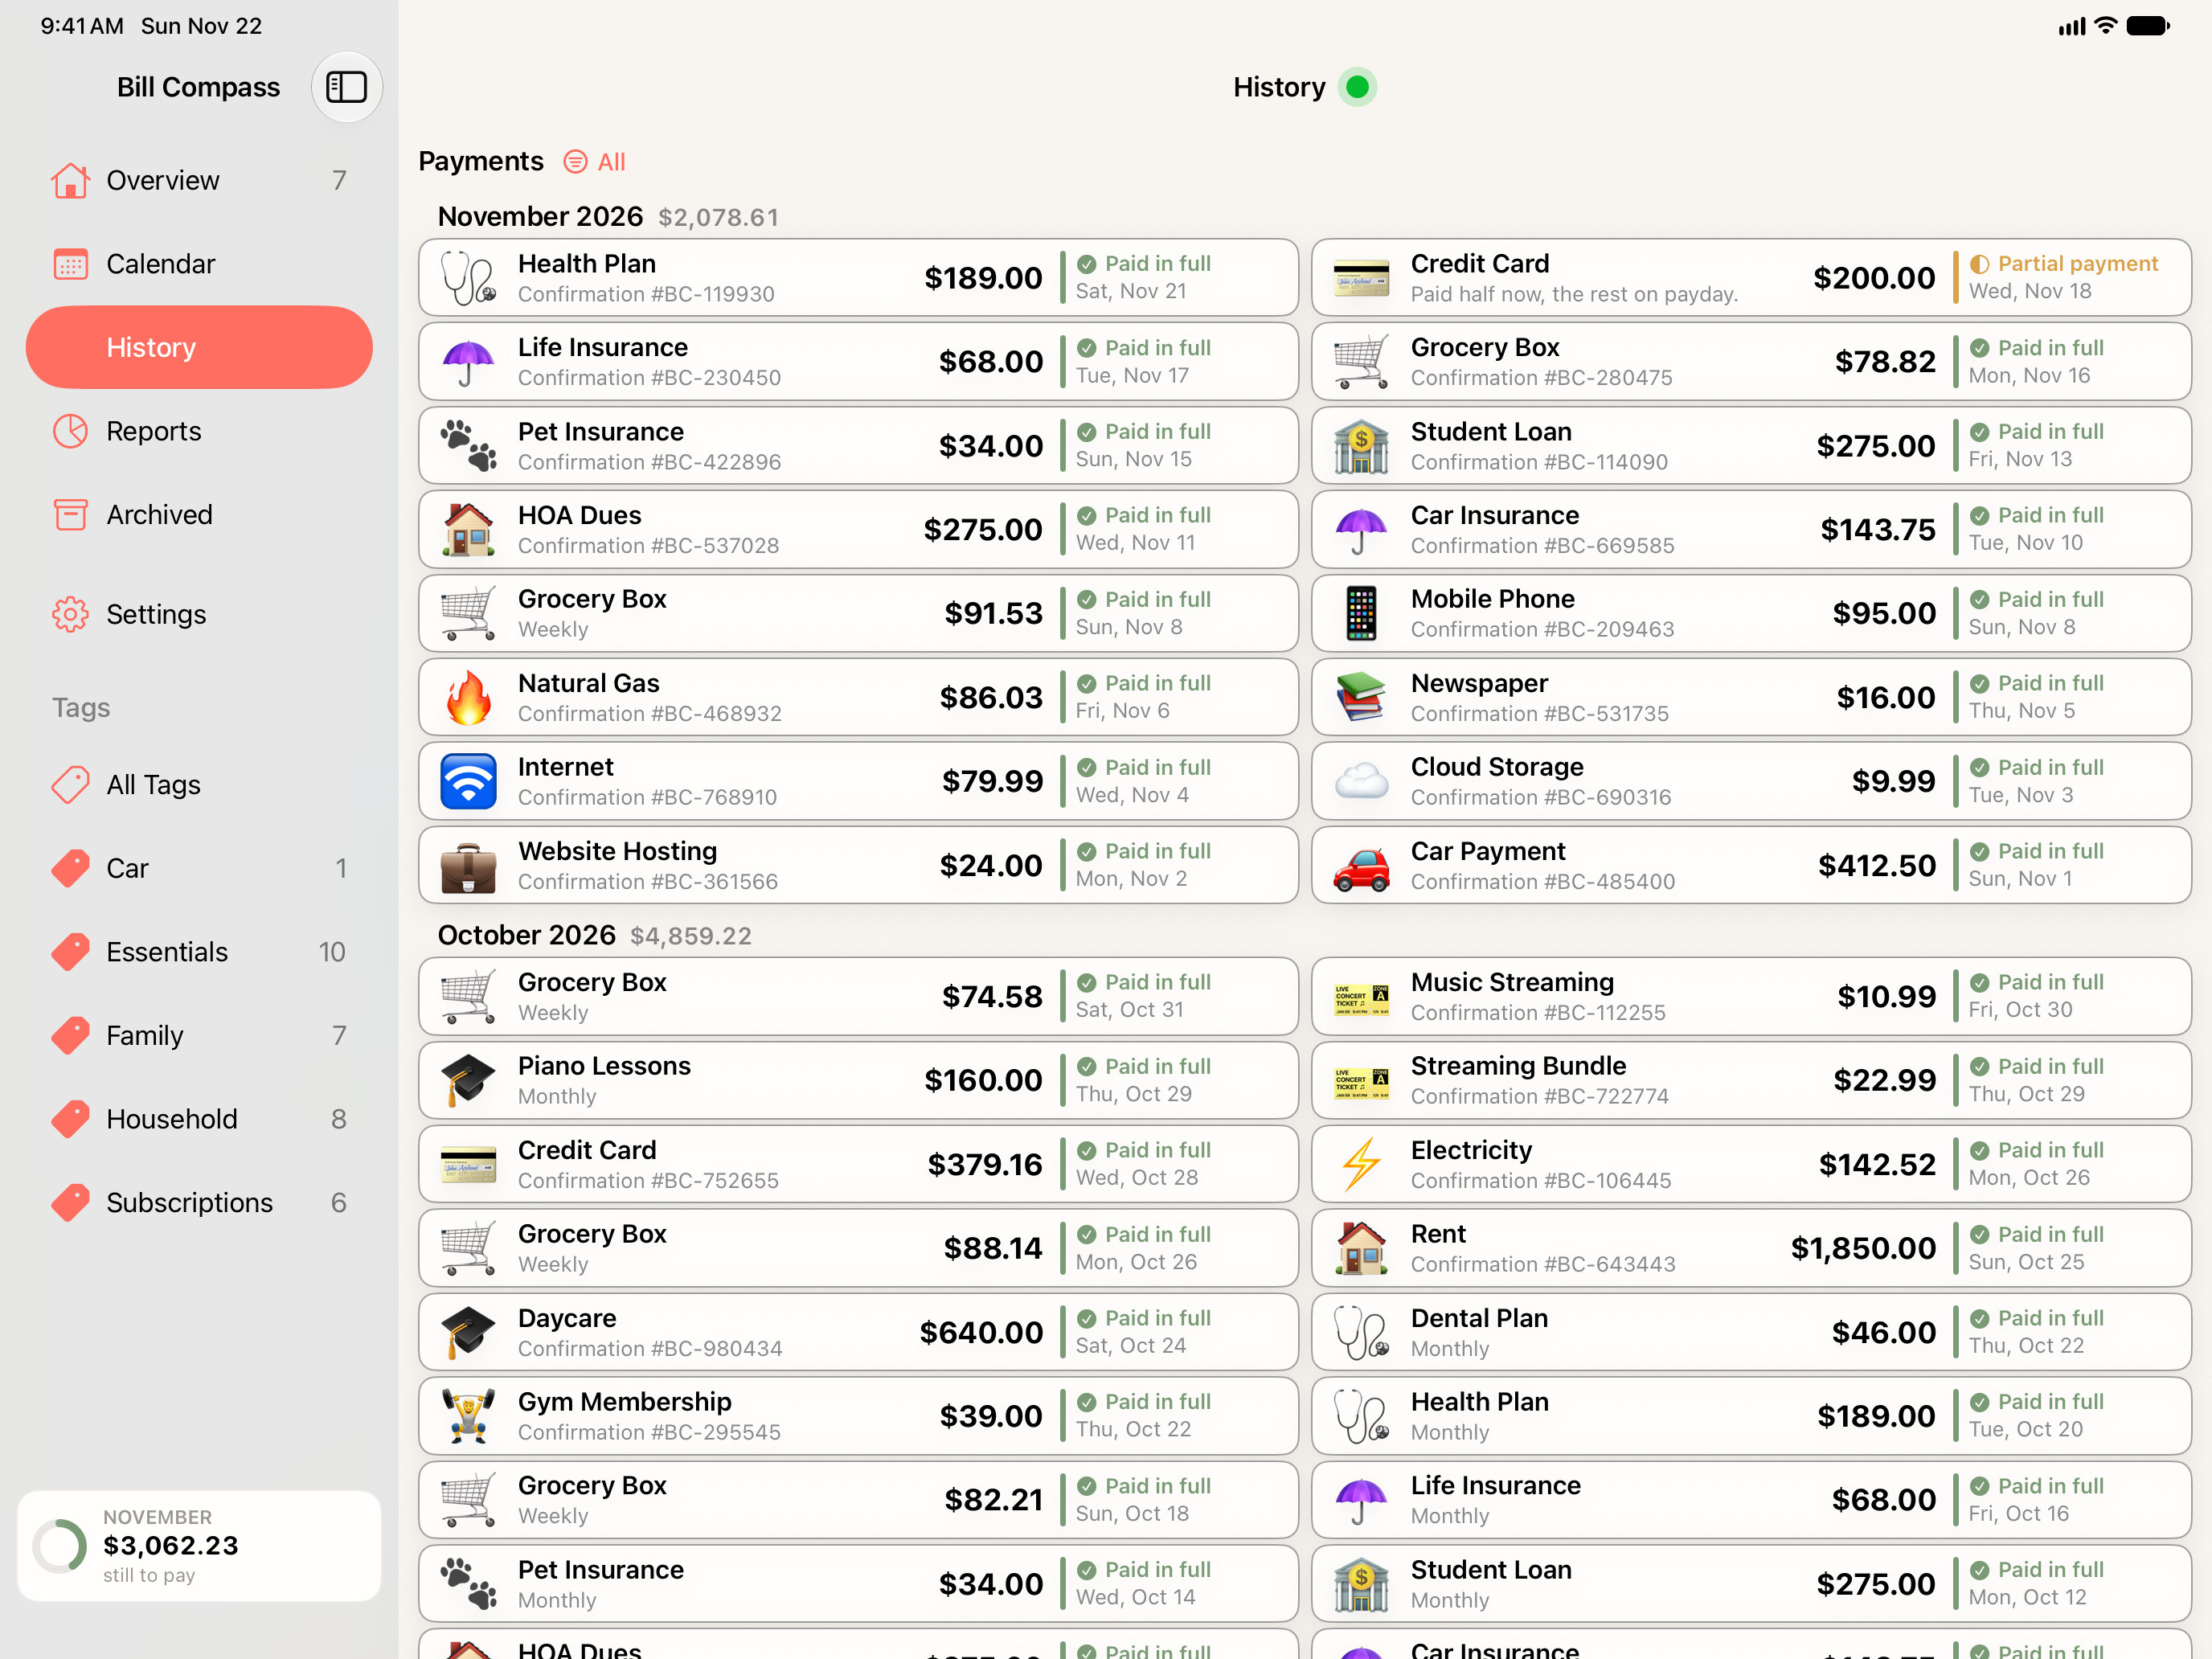 9:41 AM Sun Nov 22
Bill Compass
Overview 7
Calendar
History
Reports
Archived
Settings
Tags
All Tags
Car 1
Essentials 10
Family 7
Household 8
Subscriptions 6
NOVEMBER
$3,062.23
still to pay
History
Payments All
November 2026 $2,078.61
Health Plan $189.00 Paid in full
Confirmation #BC-119930 Sat, Nov 21
Credit Card $200.00 Partial payment
Paid half now, the rest on payday. Wed, Nov 18
Life Insurance $68.00 Paid in full
Confirmation #BC-230450 Tue, Nov 17
Grocery Box $78.82 Paid in full
Confirmation #BC-280475 Mon, Nov 16
Pet Insurance $34.00 Paid in full
Confirmation #BC-422896 Sun, Nov 15
Student Loan $275.00 Paid in full
Confirmation #BC-114090 Fri, Nov 13
HOA Dues $275.00 Paid in full
Confirmation #BC-537028 Wed, Nov 11
Car Insurance $143.75 Paid in full
Confirmation #BC-669585 Tue, Nov 10
Grocery Box $91.53 Paid in full
Weekly Sun, Nov 8
Mobile Phone $95.00 Paid in full
Confirmation #BC-209463 Sun, Nov 8
Natural Gas $86.03 Paid in full
Confirmation #BC-468932 Fri, Nov 6
Newspaper $16.00 Paid in full
Confirmation #BC-531735 Thu, Nov 5
Internet $79.99 Paid in full
Confirmation #BC-768910 Wed, Nov 4
Cloud Storage $9.99 Paid in full
Confirmation #BC-690316 Tue, Nov 3
Website Hosting $24.00 Paid in full
Confirmation #BC-361566 Mon, Nov 2
Car Payment $412.50 Paid in full
Confirmation #BC-485400 Sun, Nov 1
October 2026 $4,859.22
Grocery Box $74.58 Paid in full
Weekly Sat, Oct 31
Music Streaming $10.99 Paid in full
Confirmation #BC-112255 Fri, Oct 30
Piano Lessons $160.00 Paid in full
Monthly Thu, Oct 29
Streaming Bundle $22.99 Paid in full
Confirmation #BC-722774 Thu, Oct 29
Credit Card $379.16 Paid in full
Confirmation #BC-752655 Wed, Oct 28
Electricity $142.52 Paid in full
Confirmation #BC-106445 Mon, Oct 26
Grocery Box $88.14 Paid in full
Weekly Mon, Oct 26
Rent $1,850.00 Paid in full
Confirmation #BC-643443 Sun, Oct 25
Daycare $640.00 Paid in full
Confirmation #BC-980434 Sat, Oct 24
Dental Plan $46.00 Paid in full
Monthly Thu, Oct 22
Gym Membership $39.00 Paid in full
Confirmation #BC-295545 Thu, Oct 22
Health Plan $189.00 Paid in full
Monthly Tue, Oct 20
Grocery Box $82.21 Paid in full
Weekly Sun, Oct 18
Life Insurance $68.00 Paid in full
Monthly Fri, Oct 16
Pet Insurance $34.00 Paid in full
Monthly Wed, Oct 14
Student Loan $275.00 Paid in full
Monthly Mon, Oct 12
HOA Dues Paid in full
Car Insurance Paid in full